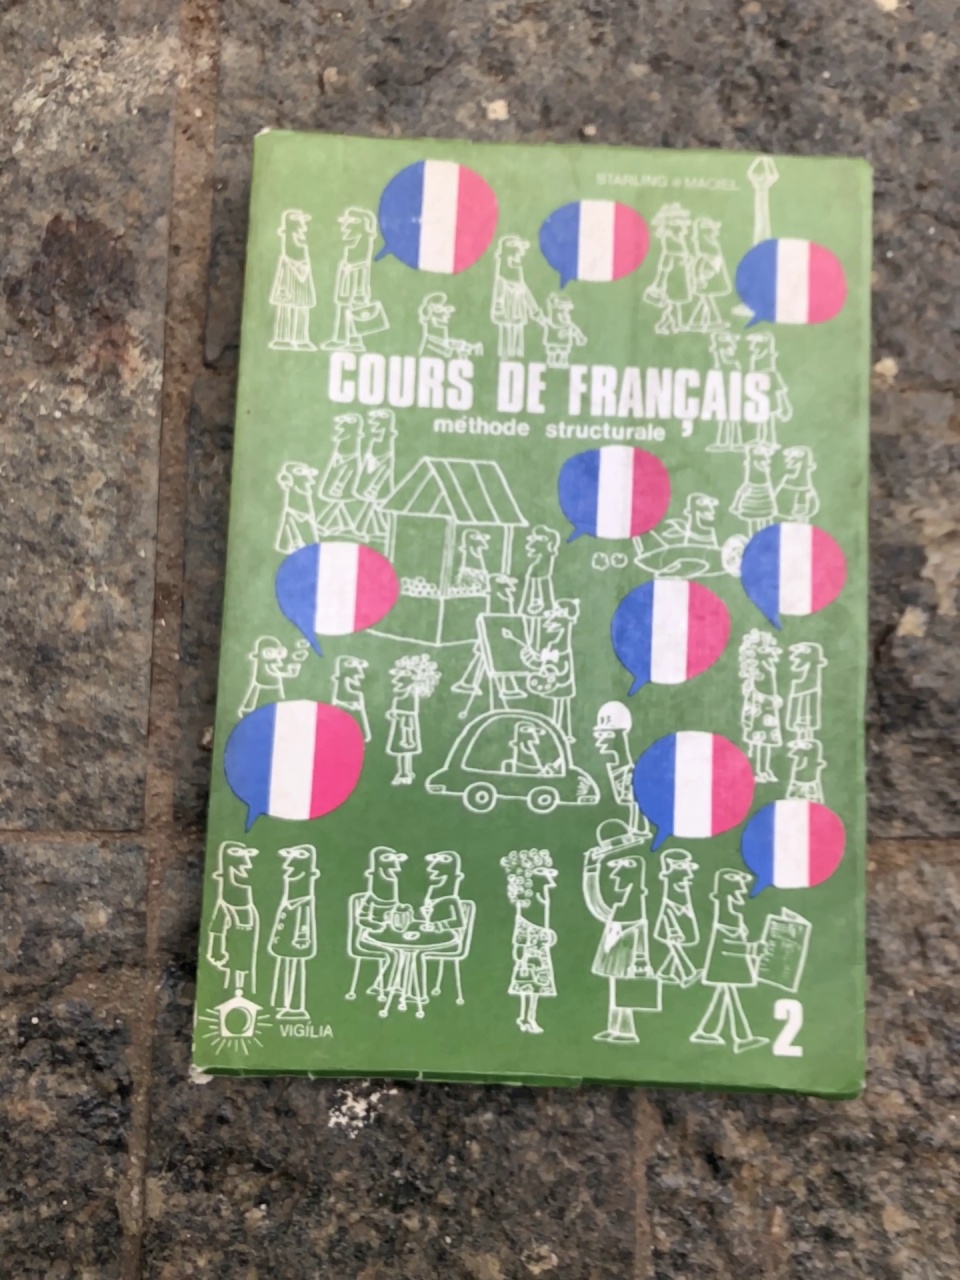 STARLING e MACIEL
COURS DE FRANÇAIS
méthode structurale
VIGÍLIA
2